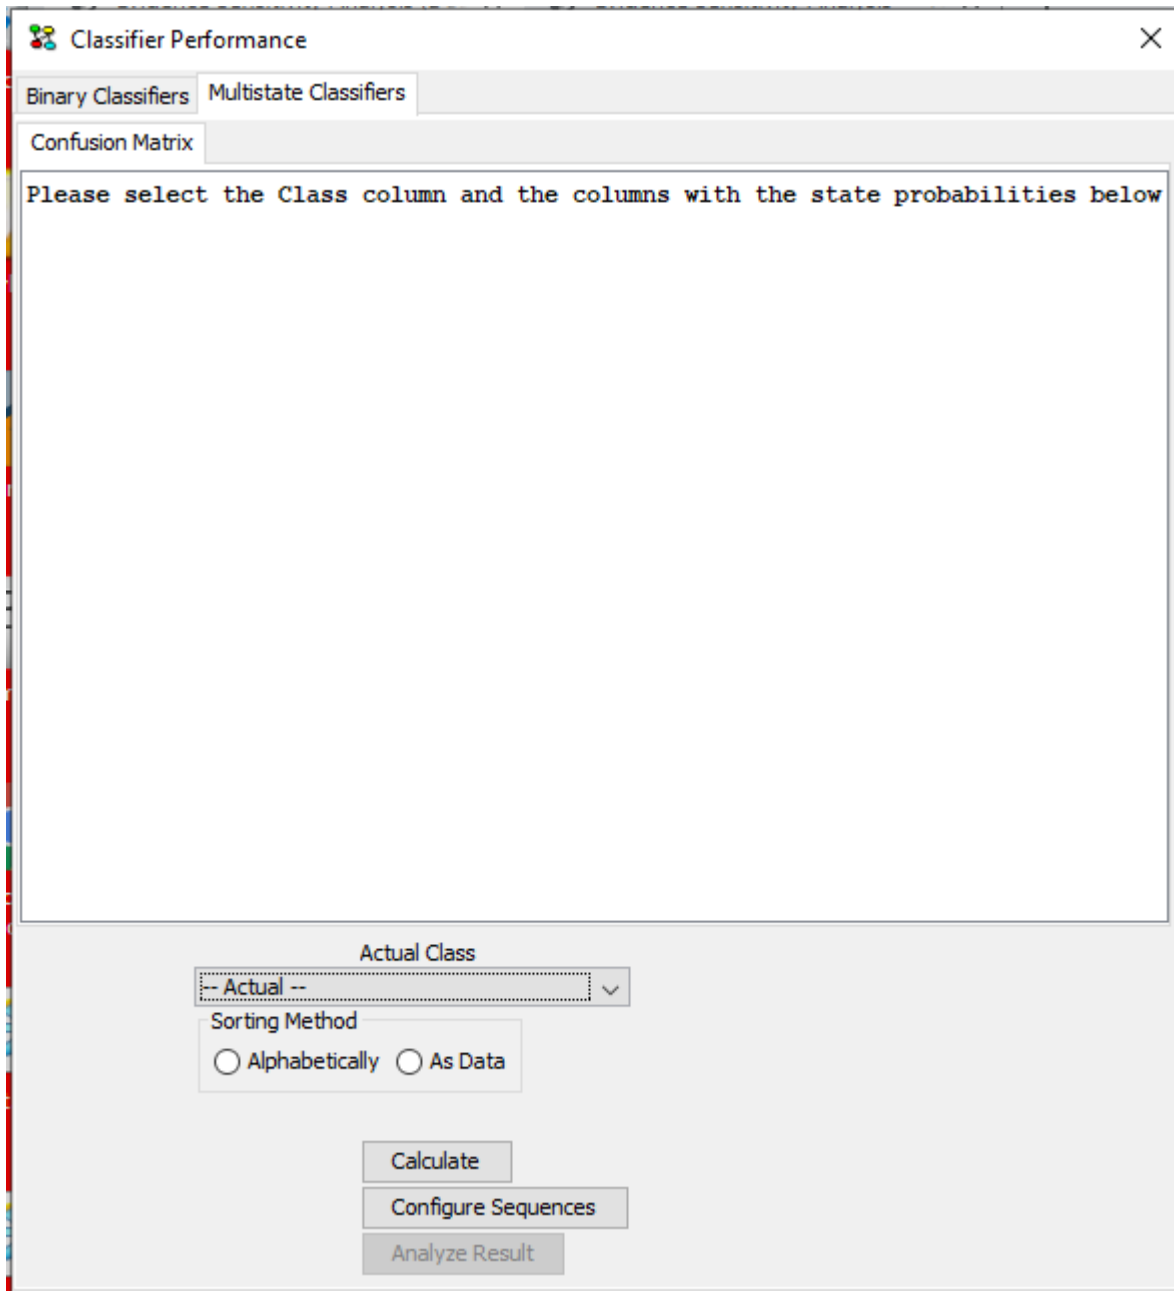 Classifier Performance
Binary Classifiers Multistate Classifiers
Confusion Matrix
Please select the Class column and the columns with the state probabilities below
Actual Class
-- Actual --
Sorting Method
Alphabetically As Data
Calculate
Configure Sequences
Analyze Result